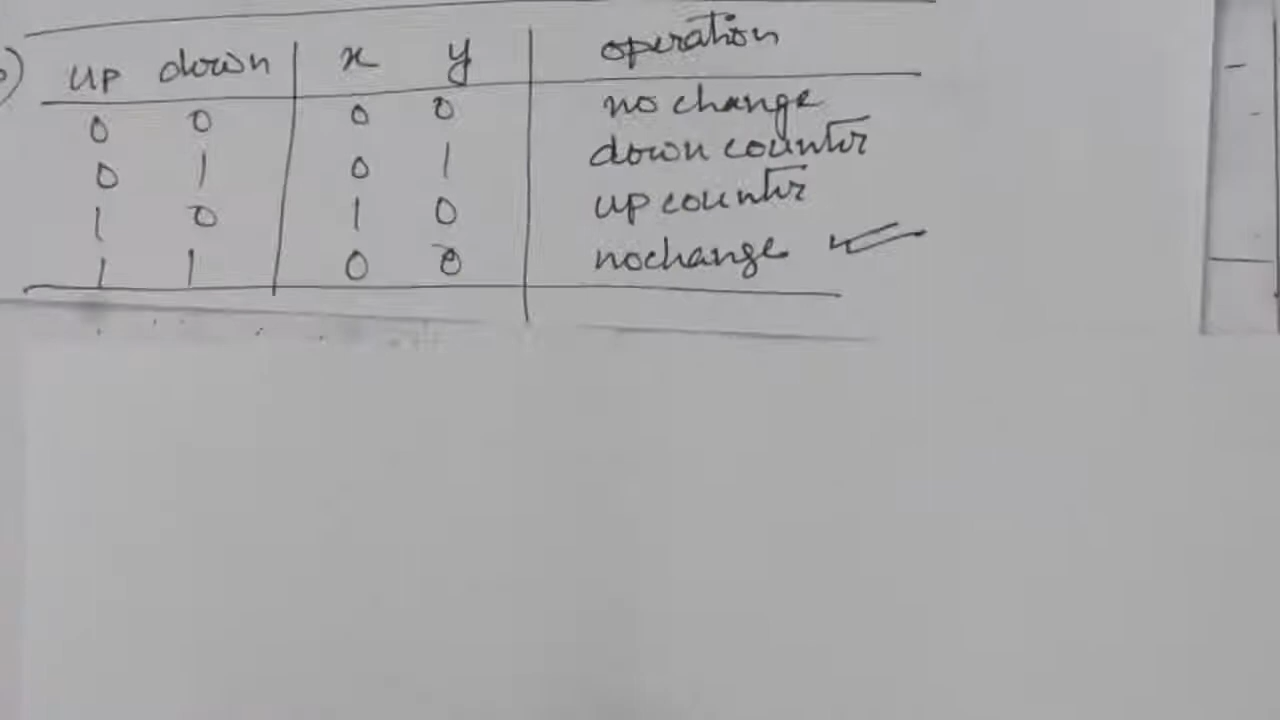 up down x y operation
0 0 0 0 no change
0 1 0 1 down counter
1 0 1 0 up counter
1 1 0 0 nochange